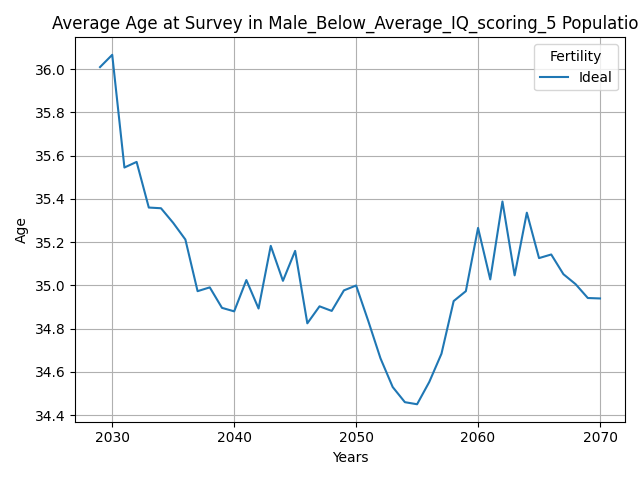 Average Age at Survey in Male_Below_Average_IQ_scoring_5 Populatio
Fertility
Ideal
36.0
35.8
35.6
35.4
35.2
35.0
34.8
34.6
34.4
Age
2030 2040 2050 2060 2070
Years